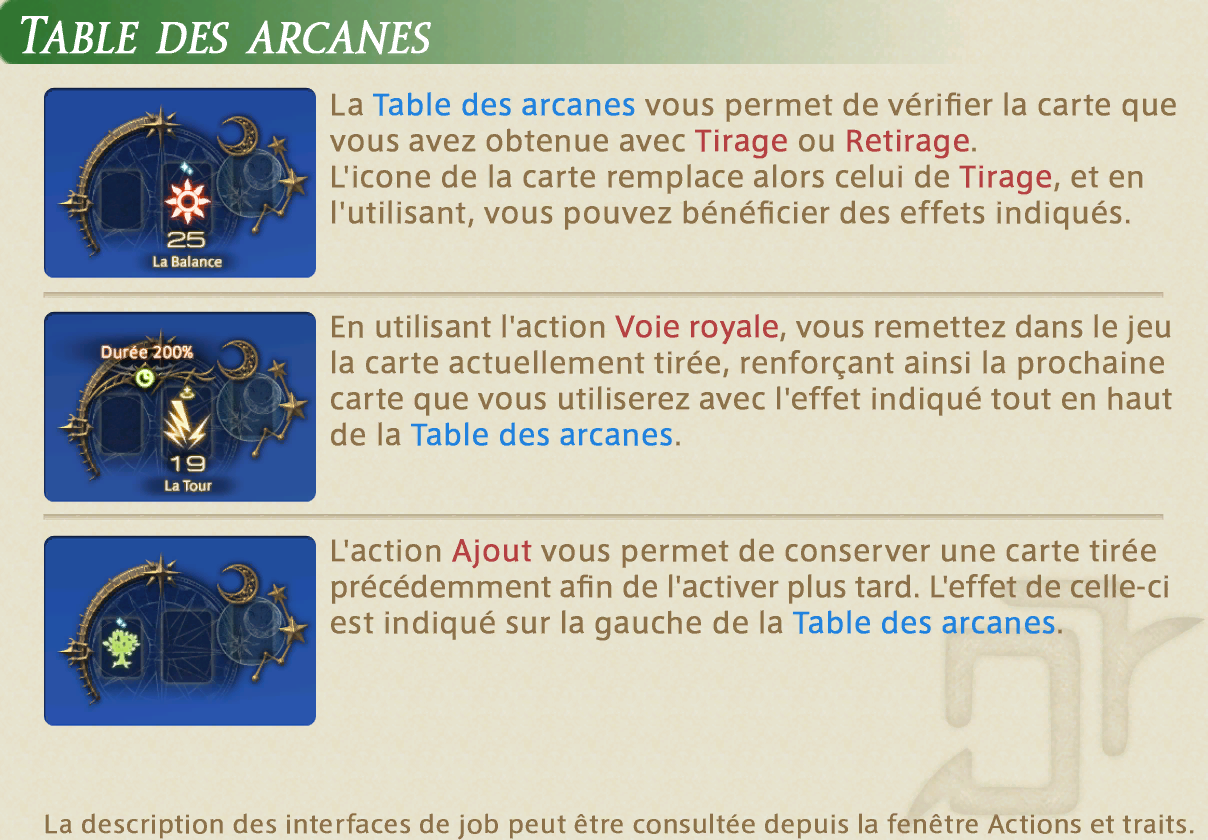 TABLE DES ARCANES
25
La Balance
La Table des arcanes vous permet de vérifier la carte que
vous avez obtenue avec Tirage ou Retirage.
L'icone de la carte remplace alors celui de Tirage, et en
l'utilisant, vous pouvez bénéficier des effets indiqués.
Durée 200%
19
La Tour
En utilisant l'action Voie royale, vous remettez dans le jeu
la carte actuellement tirée, renforçant ainsi la prochaine
carte que vous utiliserez avec l'effet indiqué tout en haut
de la Table des arcanes.
L'action Ajout vous permet de conserver une carte tirée
précédemment afin de l'activer plus tard. L'effet de celle-ci
est indiqué sur la gauche de la Table des arcanes.
La description des interfaces de job peut être consultée depuis la fenêtre Actions et traits.